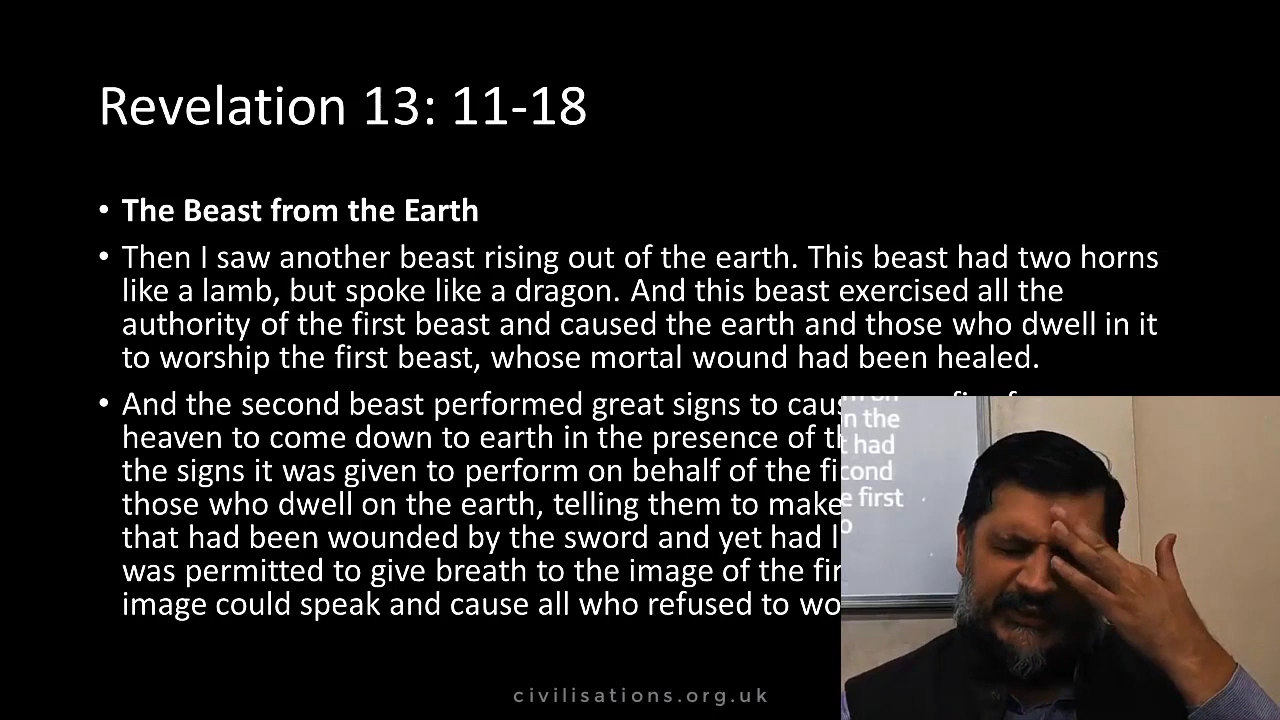 Revelation 13: 11-18
• The Beast from the Earth
• Then I saw another beast rising out of the earth. This beast had two horns
like a lamb, but spoke like a dragon. And this beast exercised all the
authority of the first beast and caused the earth and those who dwell in it
to worship the first beast, whose mortal wound had been healed.
• And the second beast performed great signs to
heaven to come down to earth in the presence of
the signs it was given to perform on behalf of the
those who dwell on the earth, telling them to make
that had been wounded by the sword and yet had
was permitted to give breath to the image of the
image could speak and cause all who refused to
the
had
first
civilisations.org.uk